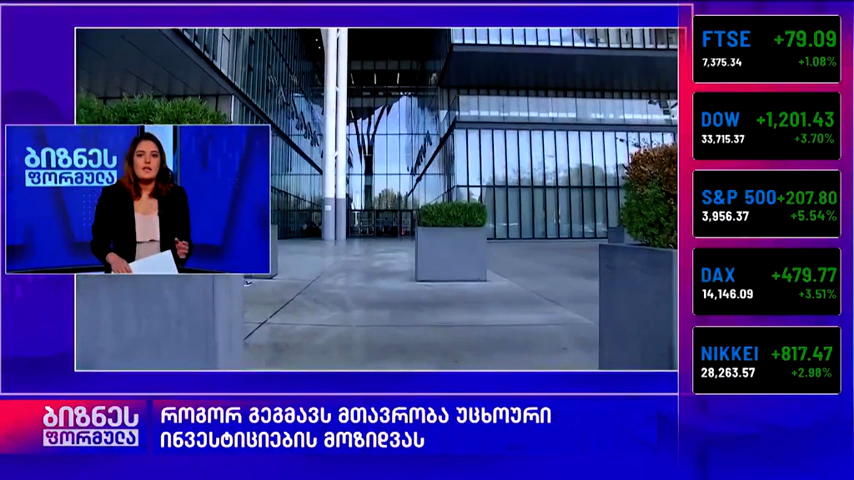 ბიზნეს
ფორმულა
FTSE +79.09
7,375.34 +1.08%
DOW +1,201.43
33,715.37 +3.70%
S&P 500 +207.80
3,956.37 +5.54%
DAX +479.77
14,146.09 +3.51%
NIKKEI +817.47
28,263.57 +2.98%
ბიზნეს
ფორმულა
როგორ გეგმავს მთავრობა უცხოური
ინვესტიციების მოზიდვას